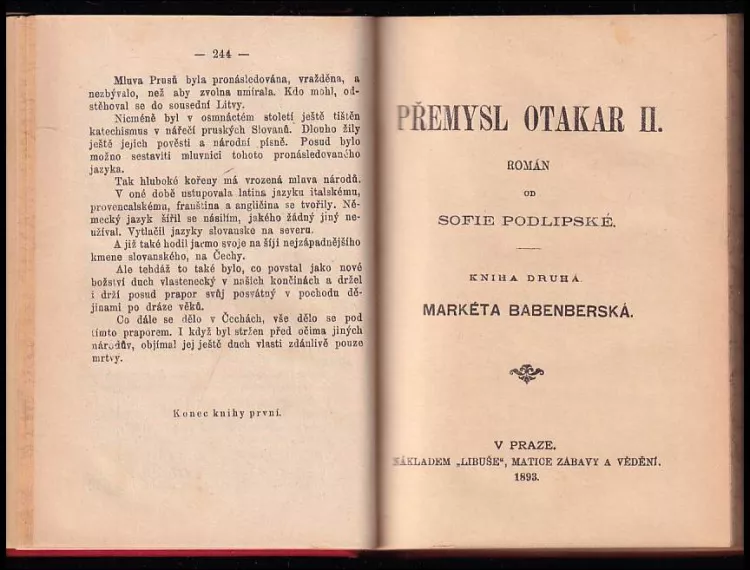 — 244 —
Mluva Prusů byla pronásledována, vražděna, a
nezbývalo, než aby zvolna umírala. Kdo mohl, od-
stěhoval se do sousední Litvy.
Nicméně byl v osmnáctém století ještě tištěn
katechismus v nářečí pruských Slovanů. Dlouho žily
ještě jejich pověsti a národní písně. Posud bylo
možno sestaviti mluvnici tohoto pronásledovaného
jazyka.
Tak hluboké kořeny má vrozená mluva národů.
V oné době ustupovala latina jazyku italskému,
provencalskému, franština a angličina se tvořily. Ně-
mecký jazyk šířil se násilím, jakého žádný jiný ne-
užíval. Vytlačil jazyky slovanské na severu.
A již také hodil jarmo svoje na šíji nejzápadnějšího
kmene slovanského, na Čechy.
Ale tehdáž to také bylo, co povstal jako nové
božství duch vlastenecký v našich končinách a držel
i drží posud prapor svůj posvátný v pochodu dě-
jinami po dráze věků.
Co dále se dělo v Čechách, vše dělo se pod
tímto praporem. I když byl stržen před očima jiných
národův, objímal jej ještě duch vlasti zdánlivě pouze
mrtvy.
Konec knihy první.
PŘEMYSL OTAKAR II.
ROMÁN
OD
SOFIE PODLIPSKÉ.
KNIHA DRUHÁ.
MARKÉTA BABENBERSKÁ.
V PRAZE.
NÁKLADEM „LIBUŠE“, MATICE ZÁBAVY A VĚDĚNÍ.
1893.